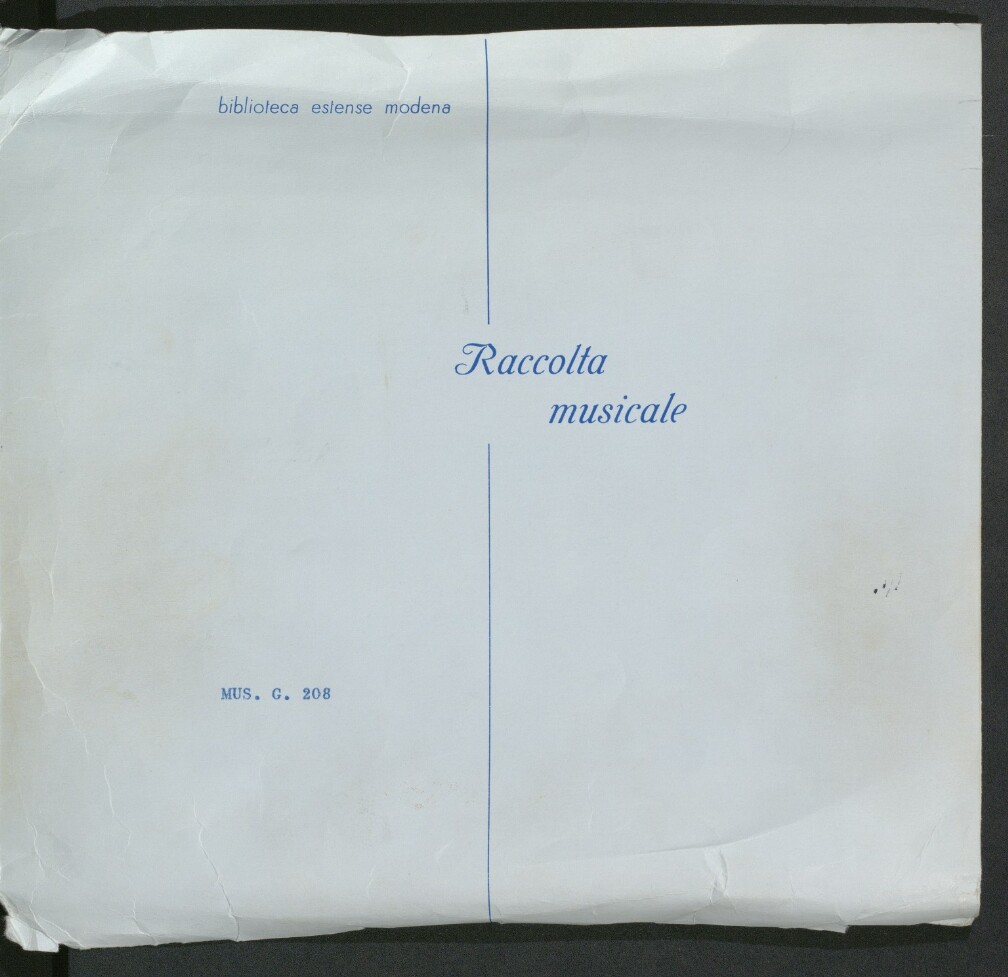 biblioteca estense modena
Raccolta
musicale
MUS. G. 208